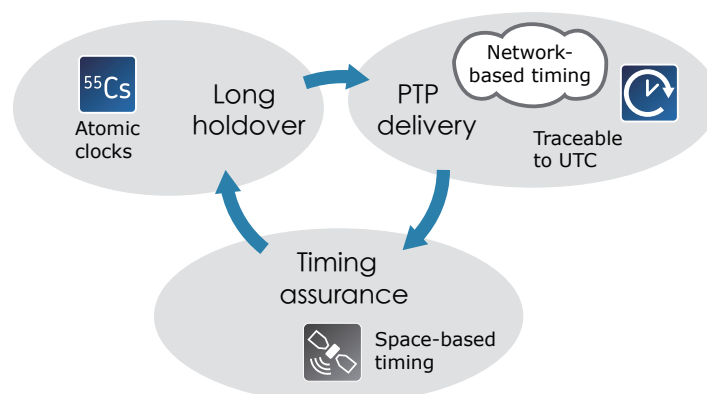 ⁵⁵Cs
Atomic
clocks
Long
holdover
PTP
delivery
Network-
based timing
Traceable
to UTC
Timing
assurance
Space-based
timing